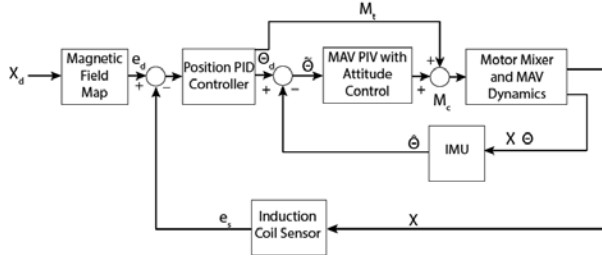 M_t
X_d
Magnetic
Field
Map
e_d
+
−
Position PID
Controller
Θ_d
+
−
Θ̃
MAV PIV with
Attitude
Control
+
+
M_c
Motor Mixer
and MAV
Dynamics
Θ̂
IMU
X Θ
e_s
Induction
Coil Sensor
X